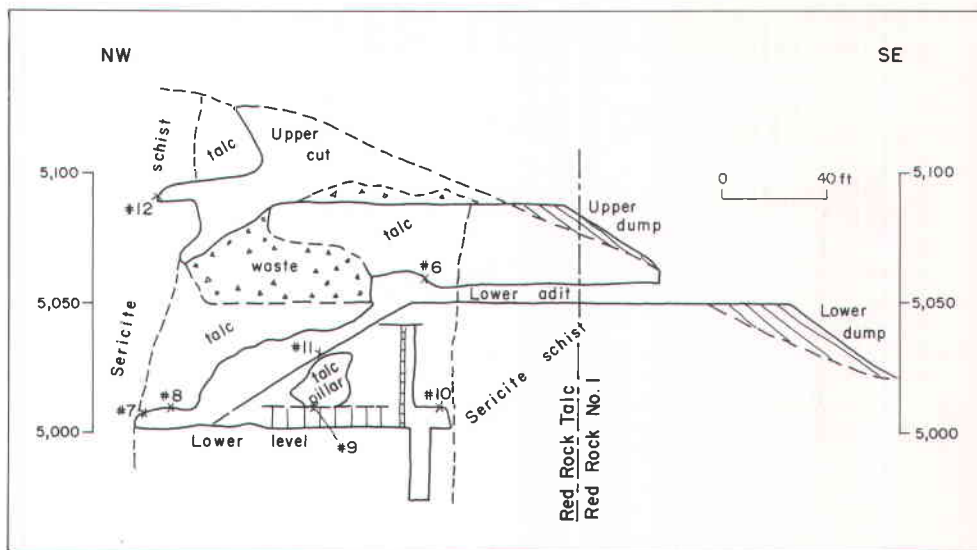 NW
SE
schist
talc
Upper
cut
5,100
5,100
0 40 ft
#12
talc
Upper
dump
waste
#6
Lower adit
5,050
5,050
Lower
dump
talc
Sericite
#11
talc
pillar
Sericite schist
#7
#8
#10
5,000
5,000
Lower level
#9
Red Rock Talc
Red Rock No. 1